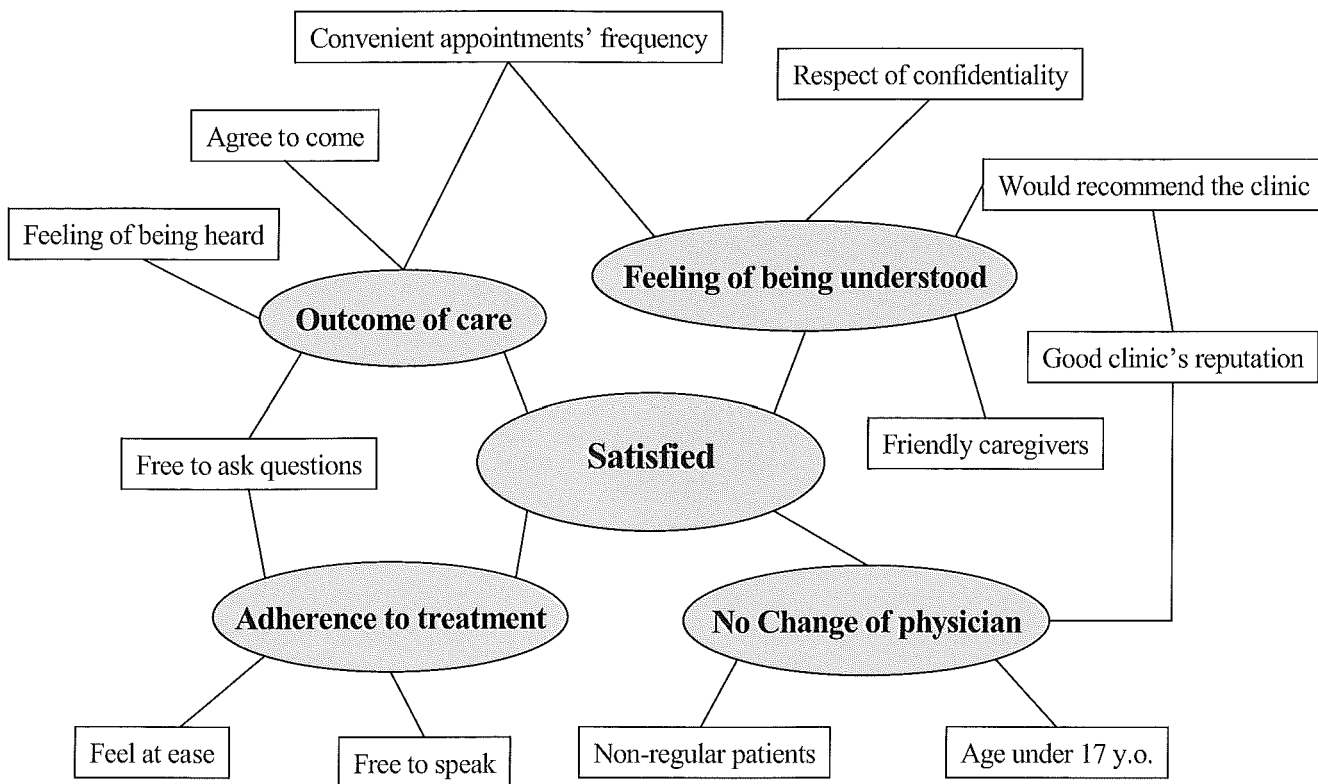 Convenient appointments’ frequency
Respect of confidentiality
Agree to come
Would recommend the clinic
Feeling of being heard
Feeling of being understood
Outcome of care
Good clinic’s reputation
Satisfied
Friendly caregivers
Free to ask questions
Adherence to treatment
No Change of physician
Feel at ease
Free to speak
Non-regular patients
Age under 17 y.o.